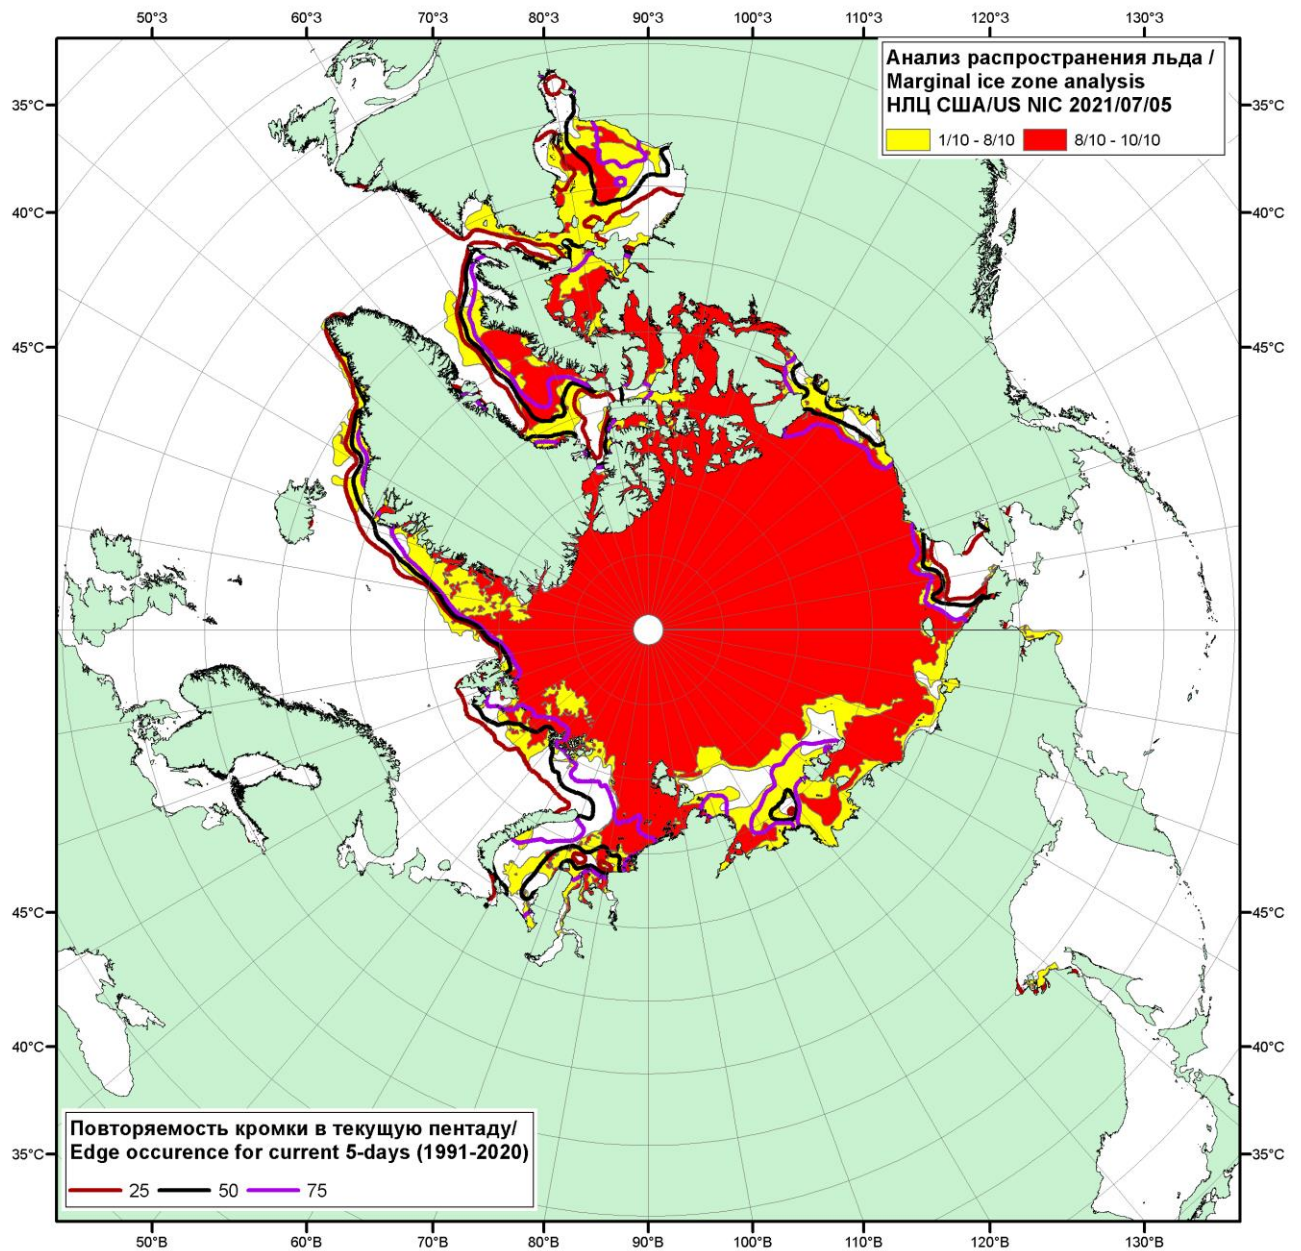 50°З 60°З 70°З 80°З 90°З 100°З 110°З 120°З 130°З
Анализ распространения льда /
Marginal ice zone analysis
НЛЦ США/US NIC 2021/07/05
1/10 - 8/10 8/10 - 10/10
35°С 35°С
40°С 40°С
45°С 45°С
45°С 45°С
40°С 40°С
Повторяемость кромки в текущую пентаду/
Edge occurence for current 5-days (1991-2020)
25 50 75
35°С 35°С
50°В 60°В 70°В 80°В 90°В 100°В 110°В 120°В 130°В